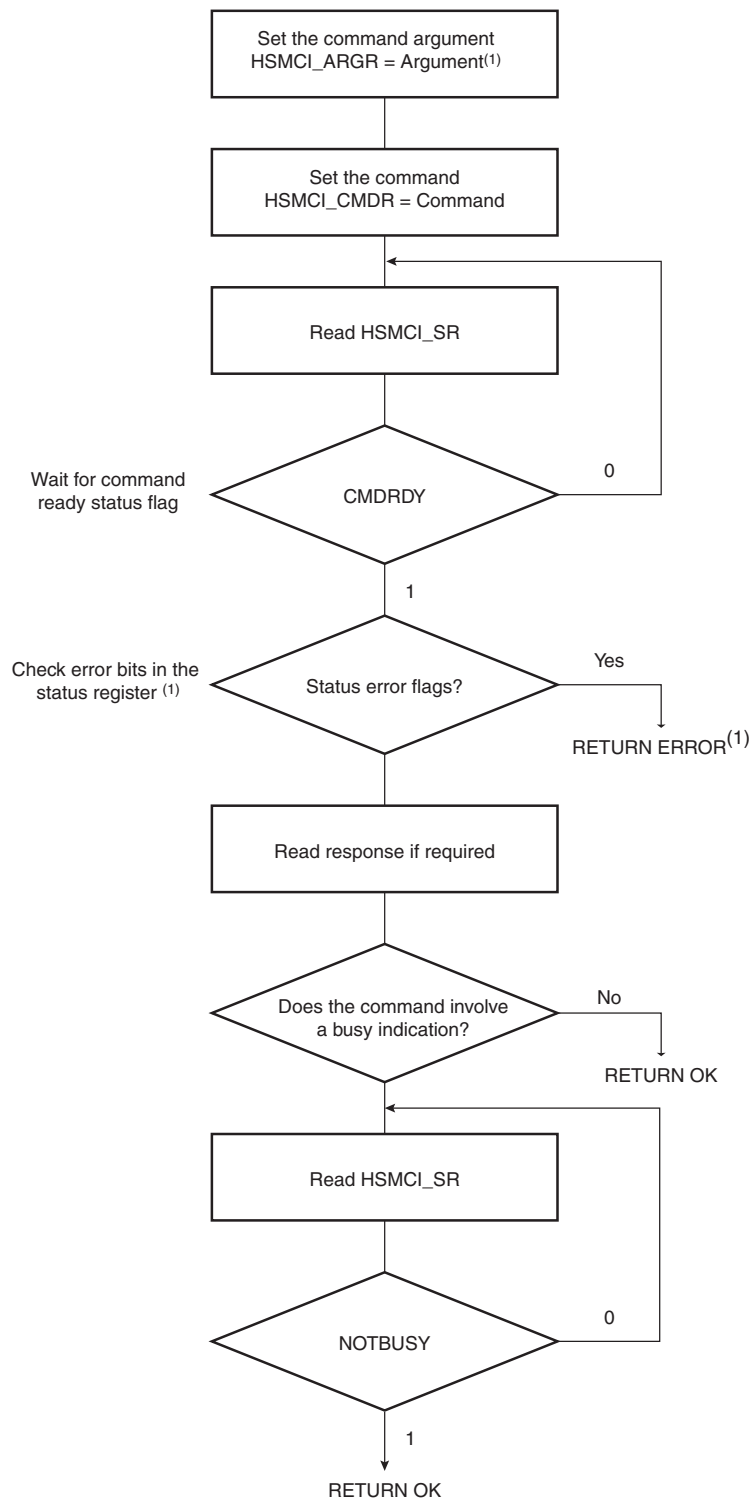 Set the command argument
HSMCI_ARGR = Argument(1)
Set the command
HSMCI_CMDR = Command
Read HSMCI_SR
Wait for command
ready status flag
CMDRDY
0
1
Check error bits in the
status register (1)
Status error flags?
Yes
RETURN ERROR(1)
Read response if required
Does the command involve
a busy indication?
No
RETURN OK
Read HSMCI_SR
NOTBUSY
0
1
RETURN OK